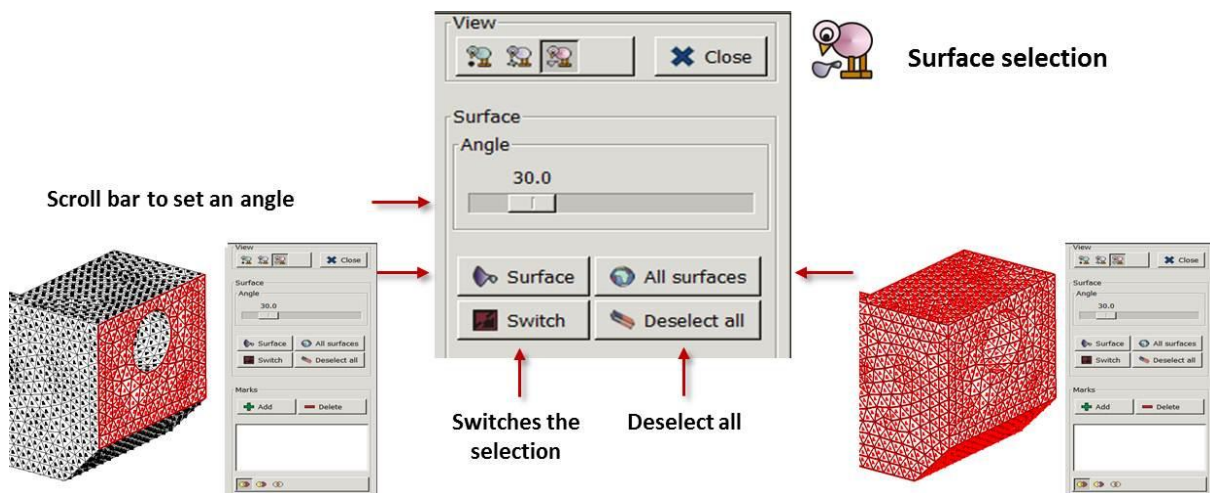 View
Close
Surface selection
Surface
Angle
30.0
Scroll bar to set an angle
Surface
All surfaces
Switch
Deselect all
Switches the
selection
Deselect all
View
Close
Surface
Angle
30.0
Surface
All surfaces
Switch
Deselect all
Marks
Add
Delete
View
Close
Surface
Angle
30.0
Surface
All surfaces
Switch
Deselect all
Marks
Add
Delete